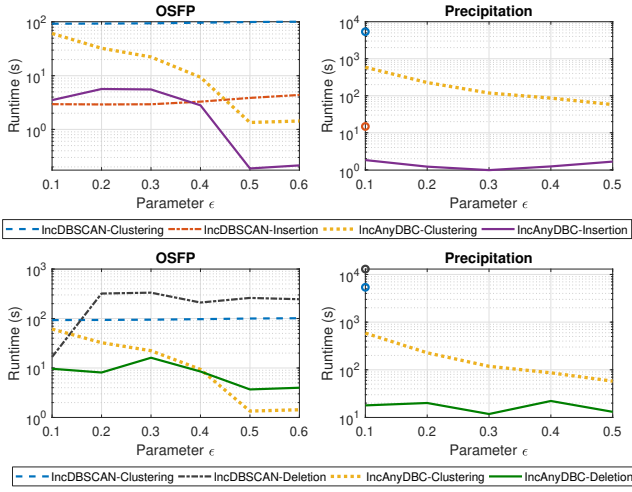 OSFP
Precipitation
Runtime (s)
10^2
10^1
10^0
0.1 0.2 0.3 0.4 0.5 0.6
Parameter ϵ
Runtime (s)
10^4
10^3
10^2
10^1
10^0
0.1 0.2 0.3 0.4 0.5
Parameter ϵ
IncDBSCAN-Clustering IncDBSCAN-Insertion IncAnyDBC-Clustering IncAnyDBC-Insertion
OSFP
Precipitation
Runtime (s)
10^3
10^2
10^1
10^0
0.1 0.2 0.3 0.4 0.5 0.6
Parameter ϵ
Runtime (s)
10^4
10^3
10^2
10^1
0.1 0.2 0.3 0.4 0.5
Parameter ϵ
IncDBSCAN-Clustering IncDBSCAN-Deletion IncAnyDBC-Clustering IncAnyDBC-Deletion